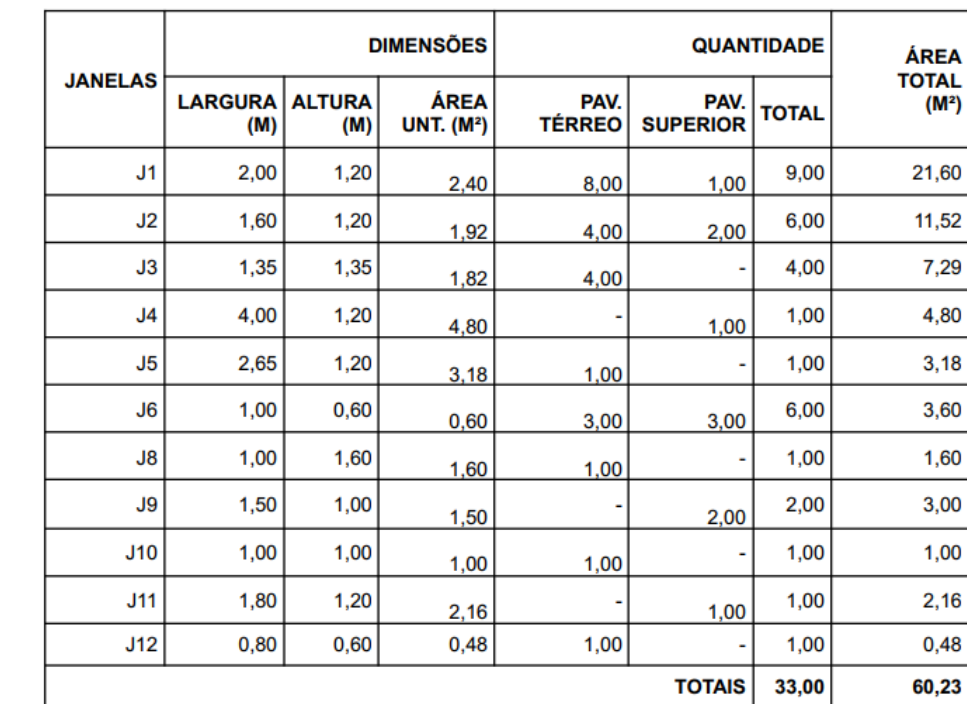 JANELAS DIMENSÕES QUANTIDADE ÁREA TOTAL (M²)
LARGURA (M) ALTURA (M) ÁREA UNT. (M²) PAV. TÉRREO PAV. SUPERIOR TOTAL
J1 2,00 1,20 2,40 8,00 1,00 9,00 21,60
J2 1,60 1,20 1,92 4,00 2,00 6,00 11,52
J3 1,35 1,35 1,82 4,00 - 4,00 7,29
J4 4,00 1,20 4,80 - 1,00 1,00 4,80
J5 2,65 1,20 3,18 1,00 - 1,00 3,18
J6 1,00 0,60 0,60 3,00 3,00 6,00 3,60
J8 1,00 1,60 1,60 1,00 - 1,00 1,60
J9 1,50 1,00 1,50 - 2,00 2,00 3,00
J10 1,00 1,00 1,00 1,00 - 1,00 1,00
J11 1,80 1,20 2,16 - 1,00 1,00 2,16
J12 0,80 0,60 0,48 1,00 - 1,00 0,48
TOTAIS 33,00 60,23